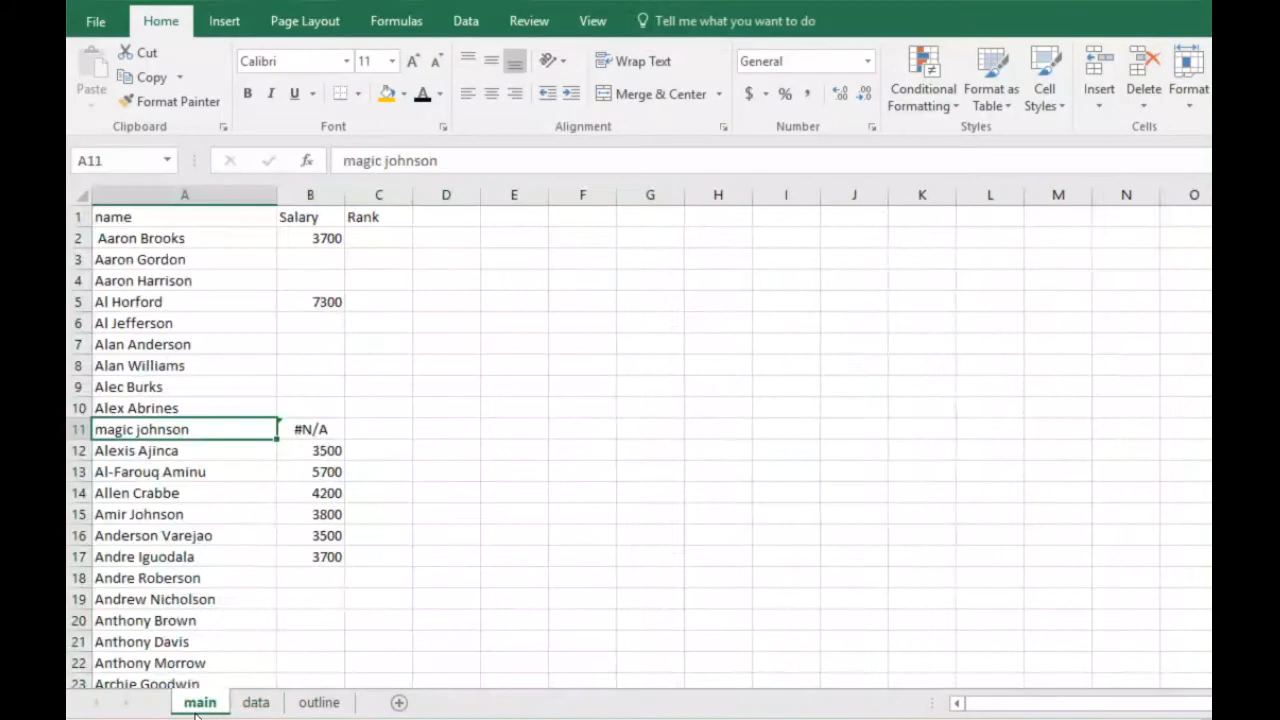 File Home Insert Page Layout Formulas Data Review View Tell me what you want to do
Paste
Cut
Copy
Format Painter
Clipboard
Calibri 11 A A
B I U A
Font
Wrap Text
Merge & Center
Alignment
General
$ % ,
Number
Conditional Formatting
Format as Table
Cell Styles
Styles
Insert Delete Format
Cells
A11 fx magic johnson
A B C D E F G H I J K L M N O
1 name Salary Rank
2 Aaron Brooks 3700
3 Aaron Gordon
4 Aaron Harrison
5 Al Horford 7300
6 Al Jefferson
7 Alan Anderson
8 Alan Williams
9 Alec Burks
10 Alex Abrines
11 magic johnson #N/A
12 Alexis Ajinca 3500
13 Al-Farouq Aminu 5700
14 Allen Crabbe 4200
15 Amir Johnson 3800
16 Anderson Varejao 3500
17 Andre Iguodala 3700
18 Andre Roberson
19 Andrew Nicholson
20 Anthony Brown
21 Anthony Davis
22 Anthony Morrow
23 Archie Goodwin
main data outline